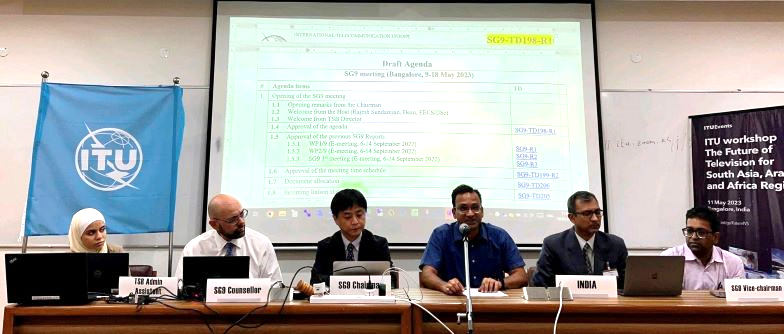 INTERNATIONAL TELECOMMUNICATION UNION
SG9-TD198-R1
Draft Agenda
SG9 meeting (Bangalore, 9-18 May 2023)
# Agenda items
1 Opening of the SG9 meeting
1.1 Opening remarks from the Chairman
1.2 Welcome from the Host (Rajesh Sundaresan, Dean,
1.3 Welcome from TSB Director
1.4 Approval of the agenda SG9-TD198-R1
1.5 Approval of the previous SG9 Reports
1.5.1 WP1/9 (E-meeting, 6-14 September 2022) SG9-R1
1.5.2 WP2/9 (E-meeting, 6-14 September 2022) SG9-R2
1.5.3 SG9 1st meeting (E-meeting, 6-14 September 2022) SG9-R3
1.6 Approval of the meeting time schedule SG9-TD199-R2
1.7 Document allocation SG9-TD206
1.8 Incoming liaison SG9-TD205
ITU
ITUEvents
ITU workshop
The Future of
Television for
South Asia, Ara
and Africa Reg
11 May 2023
Bangalore, India
TSB Admin
Assistant
SG9 Counsellor
SG9 Chairman
INDIA
SG9 Vice-chairman